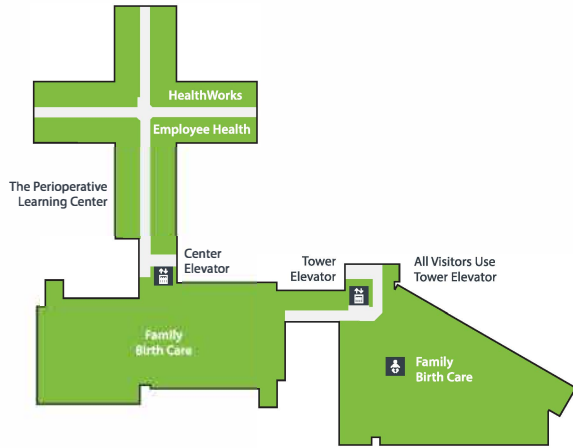 HealthWorks
Employee Health
The Perioperative
Learning Center
Center
Elevator
Tower
Elevator
All Visitors Use
Tower Elevator
Family
Birth Care
Family
Birth Care